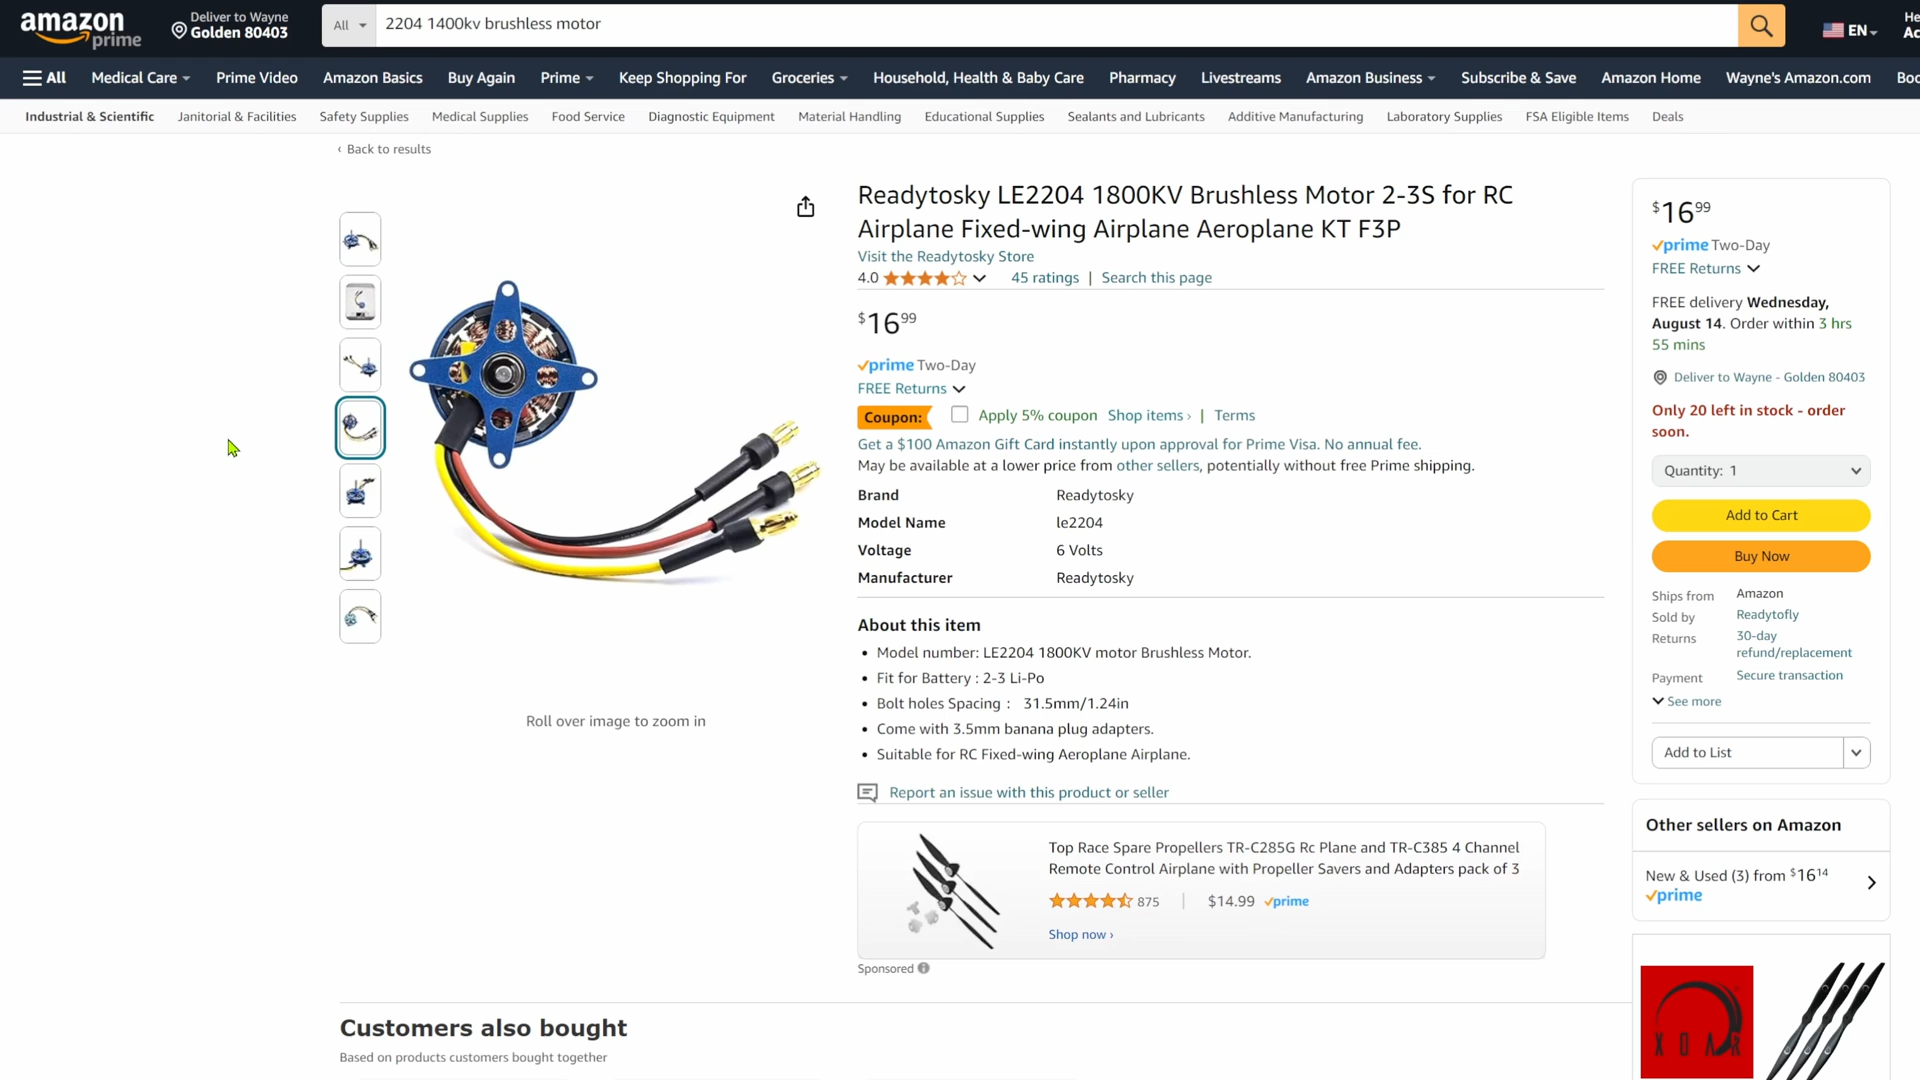 amazon
prime
Deliver to Wayne
Golden 80403
All
2204 1400kv brushless motor
EN
He
Ac
All
Medical Care
Prime Video
Amazon Basics
Buy Again
Prime
Keep Shopping For
Groceries
Household, Health & Baby Care
Pharmacy
Livestreams
Amazon Business
Subscribe & Save
Amazon Home
Wayne's Amazon.com
Boo
Industrial & Scientific
Janitorial & Facilities
Safety Supplies
Medical Supplies
Food Service
Diagnostic Equipment
Material Handling
Educational Supplies
Sealants and Lubricants
Additive Manufacturing
Laboratory Supplies
FSA Eligible Items
Deals
‹ Back to results
Roll over image to zoom in
Readytosky LE2204 1800KV Brushless Motor 2-3S for RC
Airplane Fixed-wing Airplane Aeroplane KT F3P
Visit the Readytosky Store
4.0
45 ratings | Search this page
$16 99
prime Two-Day
FREE Returns
Coupon: Apply 5% coupon Shop items › | Terms
Get a $100 Amazon Gift Card instantly upon approval for Prime Visa. No annual fee.
May be available at a lower price from other sellers, potentially without free Prime shipping.
Brand Readytosky
Model Name le2204
Voltage 6 Volts
Manufacturer Readytosky
About this item
• Model number: LE2204 1800KV motor Brushless Motor.
• Fit for Battery : 2-3 Li-Po
• Bolt holes Spacing : 31.5mm/1.24in
• Come with 3.5mm banana plug adapters.
• Suitable for RC Fixed-wing Aeroplane Airplane.
Report an issue with this product or seller
Top Race Spare Propellers TR-C285G Rc Plane and TR-C385 4 Channel
Remote Control Airplane with Propeller Savers and Adapters pack of 3
875 | $14.99 prime
Shop now ›
Sponsored
$16 99
prime Two-Day
FREE Returns
FREE delivery Wednesday,
August 14. Order within 3 hrs
55 mins
Deliver to Wayne - Golden 80403
Only 20 left in stock - order
soon.
Quantity: 1
Add to Cart
Buy Now
Ships from Amazon
Sold by Readytofly
Returns 30-day
refund/replacement
Payment Secure transaction
See more
Add to List
Other sellers on Amazon
New & Used (3) from $16 14
prime
XOAR
Customers also bought
Based on products customers bought together